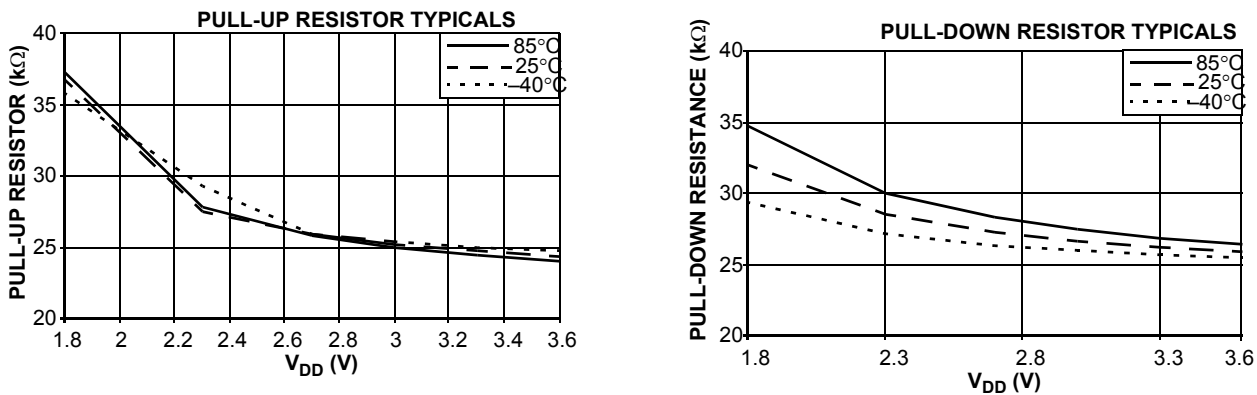 PULL-UP RESISTOR TYPICALS
PULL-UP RESISTOR (kΩ)
40
35
30
25
20
85°C
25°C
–40°C
1.8 2 2.2 2.4 2.6 2.8 3 3.2 3.4 3.6
VDD (V)
PULL-DOWN RESISTOR TYPICALS
PULL-DOWN RESISTANCE (kΩ)
40
35
30
25
20
85°C
25°C
–40°C
1.8 2.3 2.8 3.3 3.6
VDD (V)